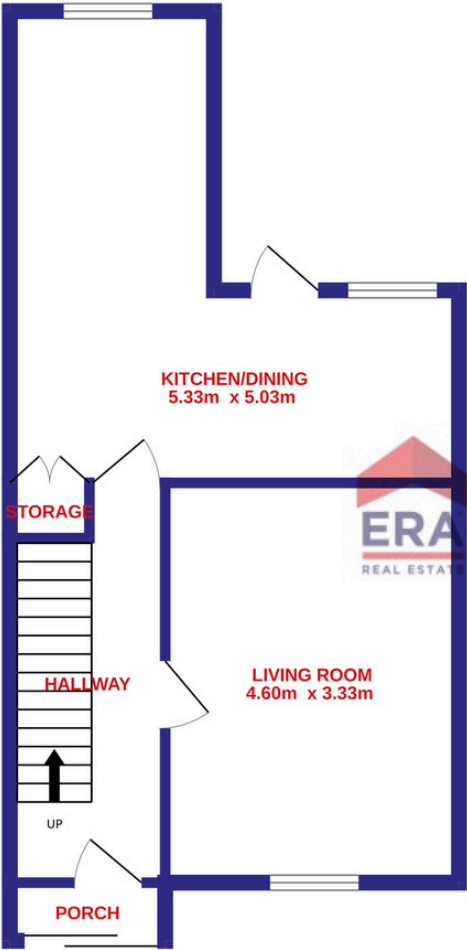 KITCHEN/DINING
5.33m x 5.03m
STORAGE
ERA
REAL ESTATE
HALLWAY
LIVING ROOM
4.60m x 3.33m
UP
PORCH